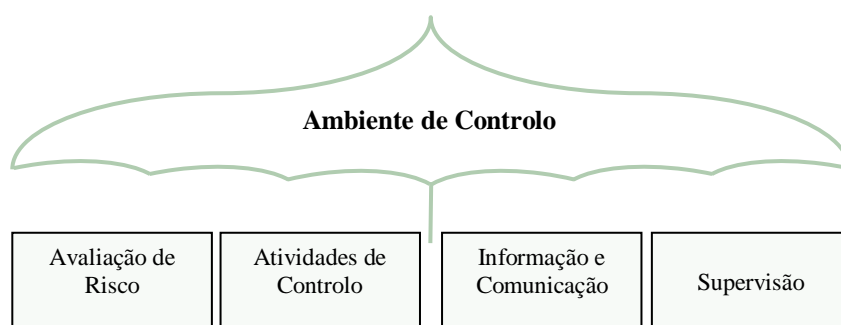 Ambiente de Controlo
Avaliação de
Risco
Atividades de
Controlo
Informação e
Comunicação
Supervisão